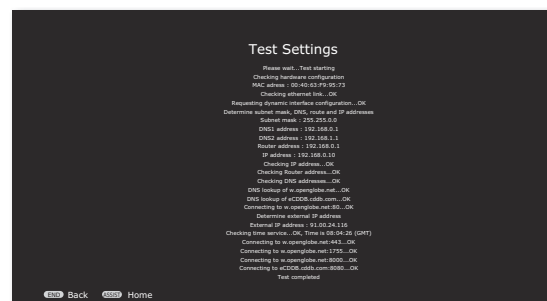 Test Settings
Please wait...Test starting
Checking hardware configuration
MAC adress : 00:40:63:F9:95:73
Checking ethernet link...OK
Requesting dynamic interface configuration...OK
Determine subnet mask, DNS, route and IP addresses
Subnet mask : 255.255.0.0
DNS1 address : 192.168.0.1
DNS2 address : 192.168.1.1
Router address : 192.168.0.1
IP address : 192.168.0.10
Checking IP addrese...OK
Checking Router address...OK
Checking DNS addresses...OK
DNS lookup of w.openglobe.net...OK
DNS lookup of eCDDB.cddb.com...OK
Connecting to w.openglobe.net:80...OK
Determine external IP address
External IP address : 91.00.24.116
Checking time service...OK, Time is 08:04:26 (GMT)
Connecting to w.openglobe.net:443...OK
Connecting to w.openglobe.net:1755...OK
Connecting to w.openglobe.net:8000...OK
Connecting to eCDDB.cddb.com:8080...OK
Test completed
END Back ASSIST Home